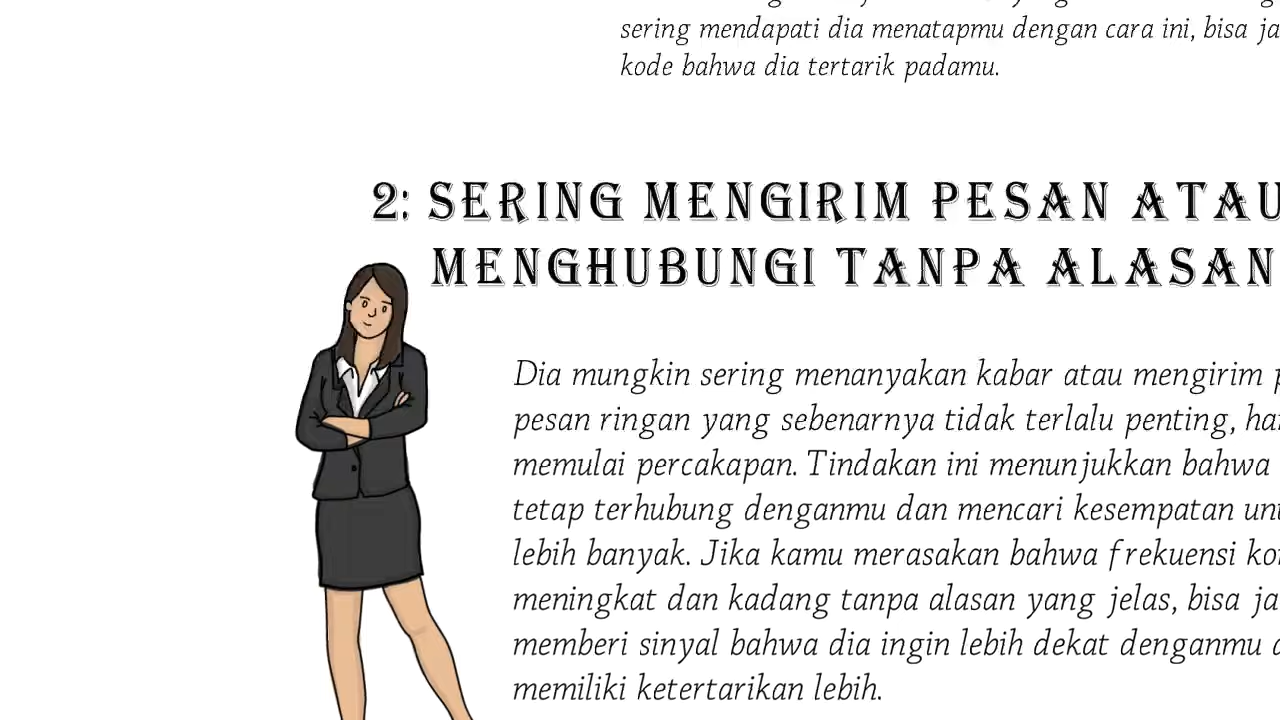 sering mendapati dia menatapmu dengan cara ini, bisa
kode bahwa dia tertarik padamu.
2: SERING MENGIRIM PESAN ATAU
MENGHUBUNGI TANPA ALASAN
Dia mungkin sering menanyakan kabar atau mengirim
pesan ringan yang sebenarnya tidak terlalu penting,
memulai percakapan. Tindakan ini menunjukkan bahwa
tetap terhubung denganmu dan mencari kesempatan
lebih banyak. Jika kamu merasakan bahwa frekuensi
meningkat dan kadang tanpa alasan yang jelas, bisa
memberi sinyal bahwa dia ingin lebih dekat denganmu
memiliki ketertarikan lebih.